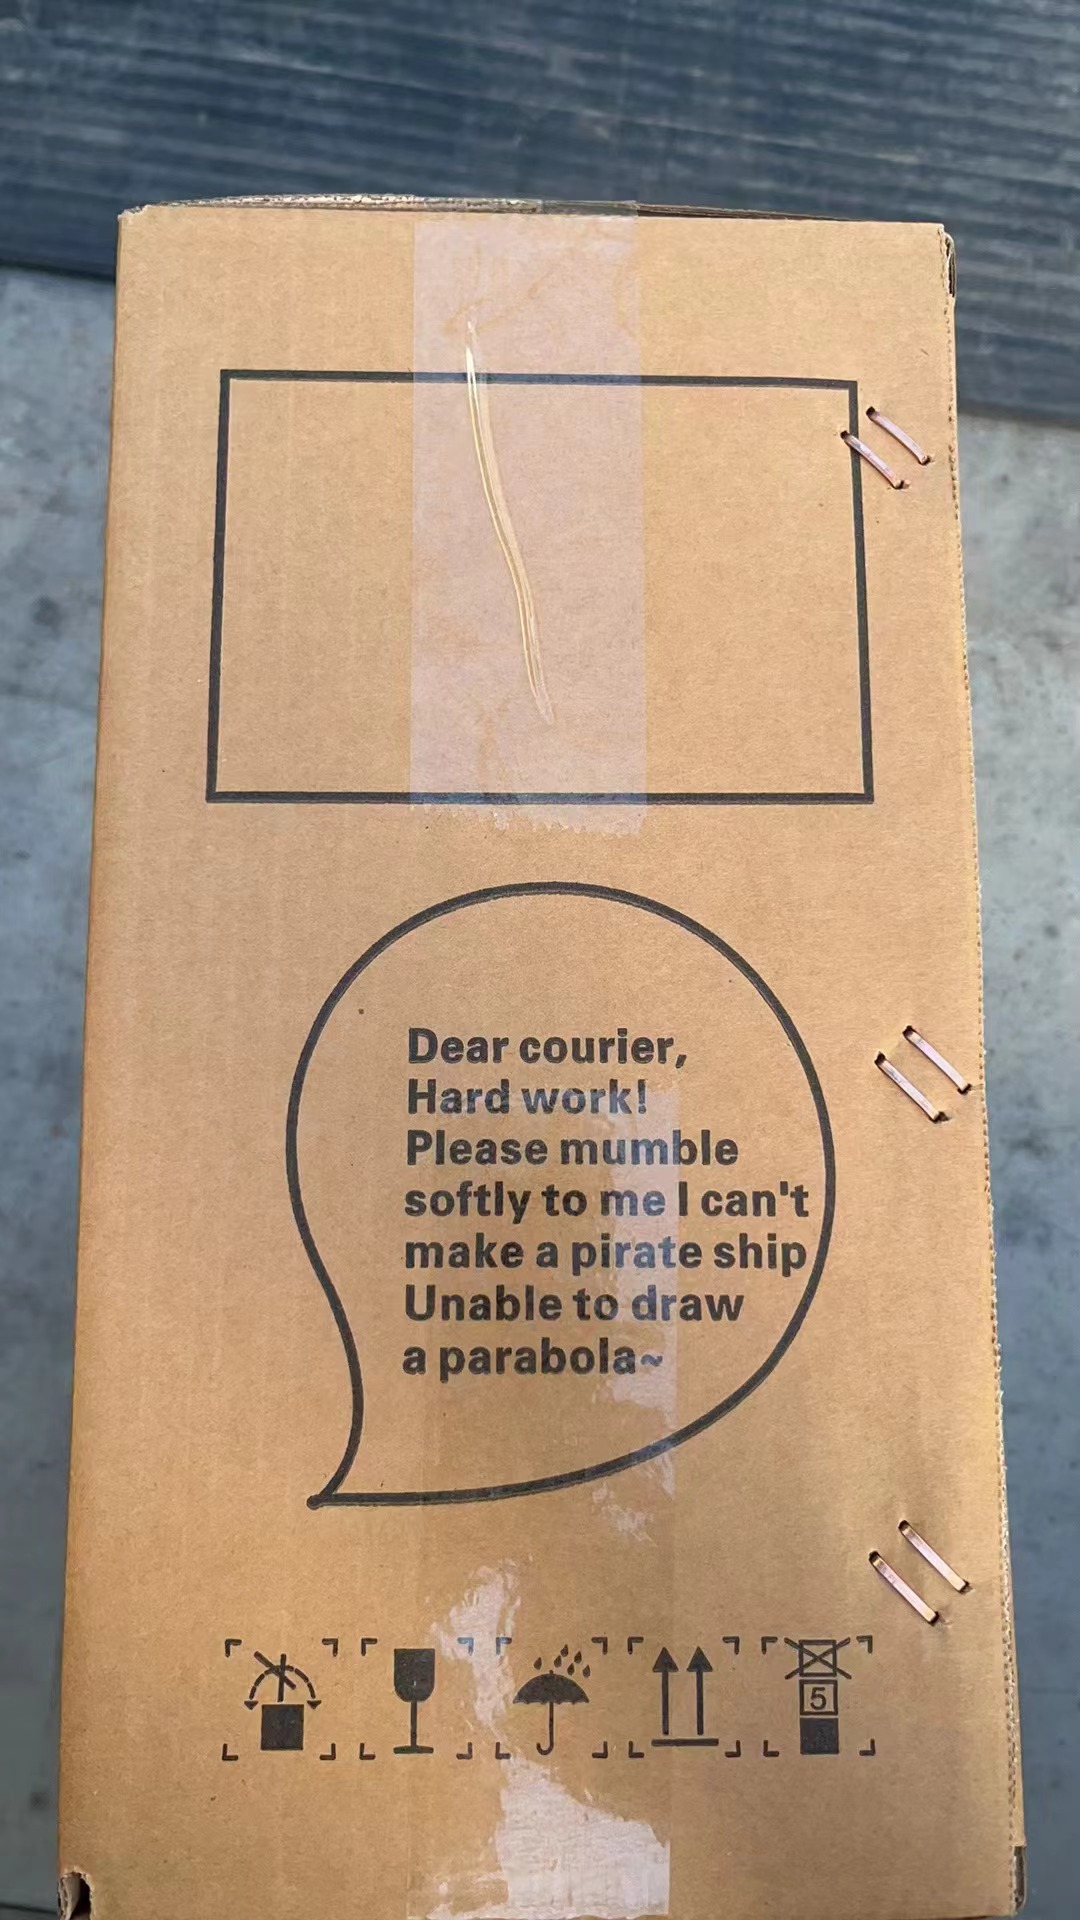 Dear courier,
Hard work!
Please mumble
softly to me I can't
make a pirate ship
Unable to draw
a parabola~
5